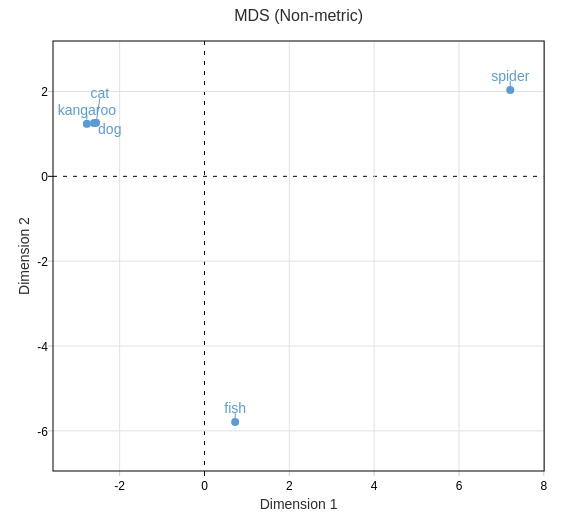 MDS (Non-metric)
spider
cat
kangaroo
dog
fish
2
0
-2
-4
-6
Dimension 2
-2
0
2
4
6
8
Dimension 1